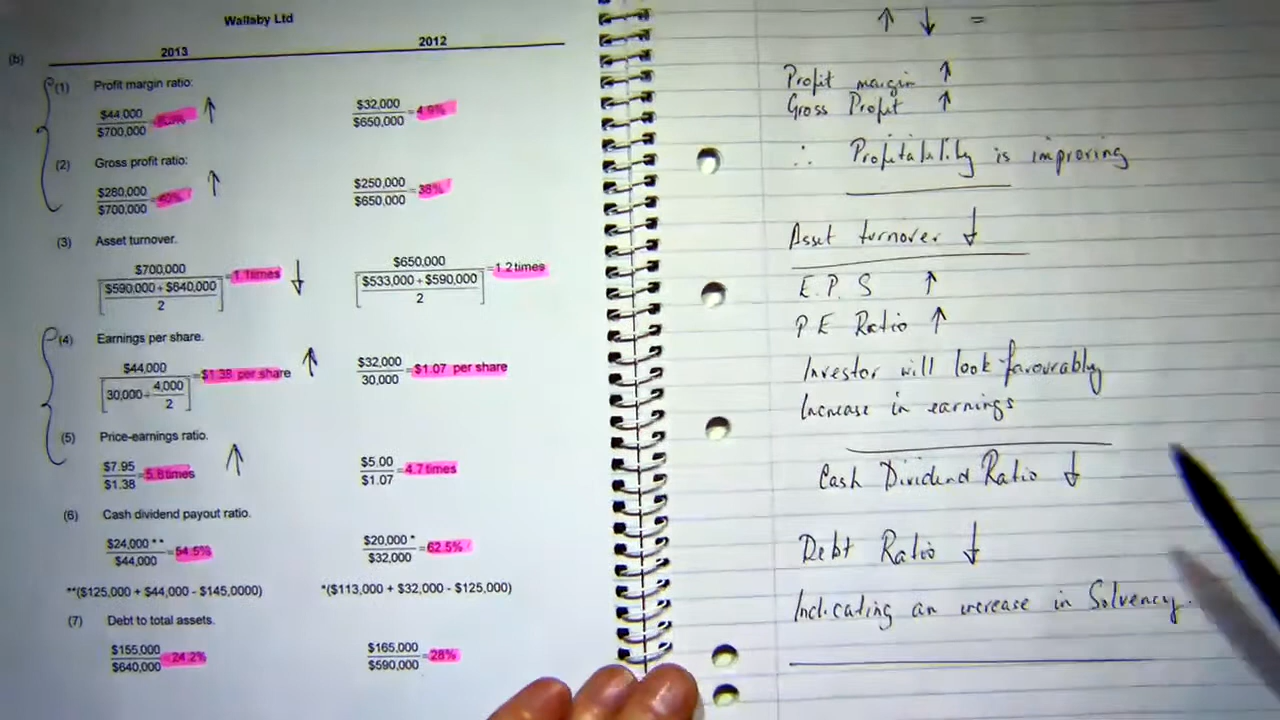 Wallaby Ltd
2013 2012
(b)
(1) Profit margin ratio:
$44,000 / $700,000 = $32,000 / $650,000 = 4.9%
(2) Gross profit ratio:
$280,000 / $700,000 = 40% $250,000 / $650,000 = 38%
(3) Asset turnover.
$700,000 / [($590,000 + $640,000) / 2] = 1.1 times ↓ $650,000 / [($533,000 + $590,000) / 2] = 1.2 times
(4) Earnings per share.
$44,000 / [30,000 + 4,000 / 2] = $1.38 per share ↑ $32,000 / 30,000 = $1.07 per share
(5) Price-earnings ratio.
$7.95 / $1.38 = 5.8 times ↑ $5.00 / $1.07 = 4.7 times
(6) Cash dividend payout ratio.
$24,000 ** / $44,000 = 54.5% $20,000 * / $32,000 = 62.5%
**($125,000 + $44,000 - $145,0000) *($113,000 + $32,000 - $125,000)
(7) Debt to total assets.
$155,000 / $640,000 = 24.2% $165,000 / $590,000 = 28%
↑ ↓ =
Profit margin ↑
Gross Profit ↑
∴ Profitability is improving
Asset turnover ↓
E.P.S ↑
PE Ratio ↑
Investor will look favourably
Increase in earnings
Cash Dividend Ratio ↓
Debt Ratio ↓
Indicating an increase in Solvency.